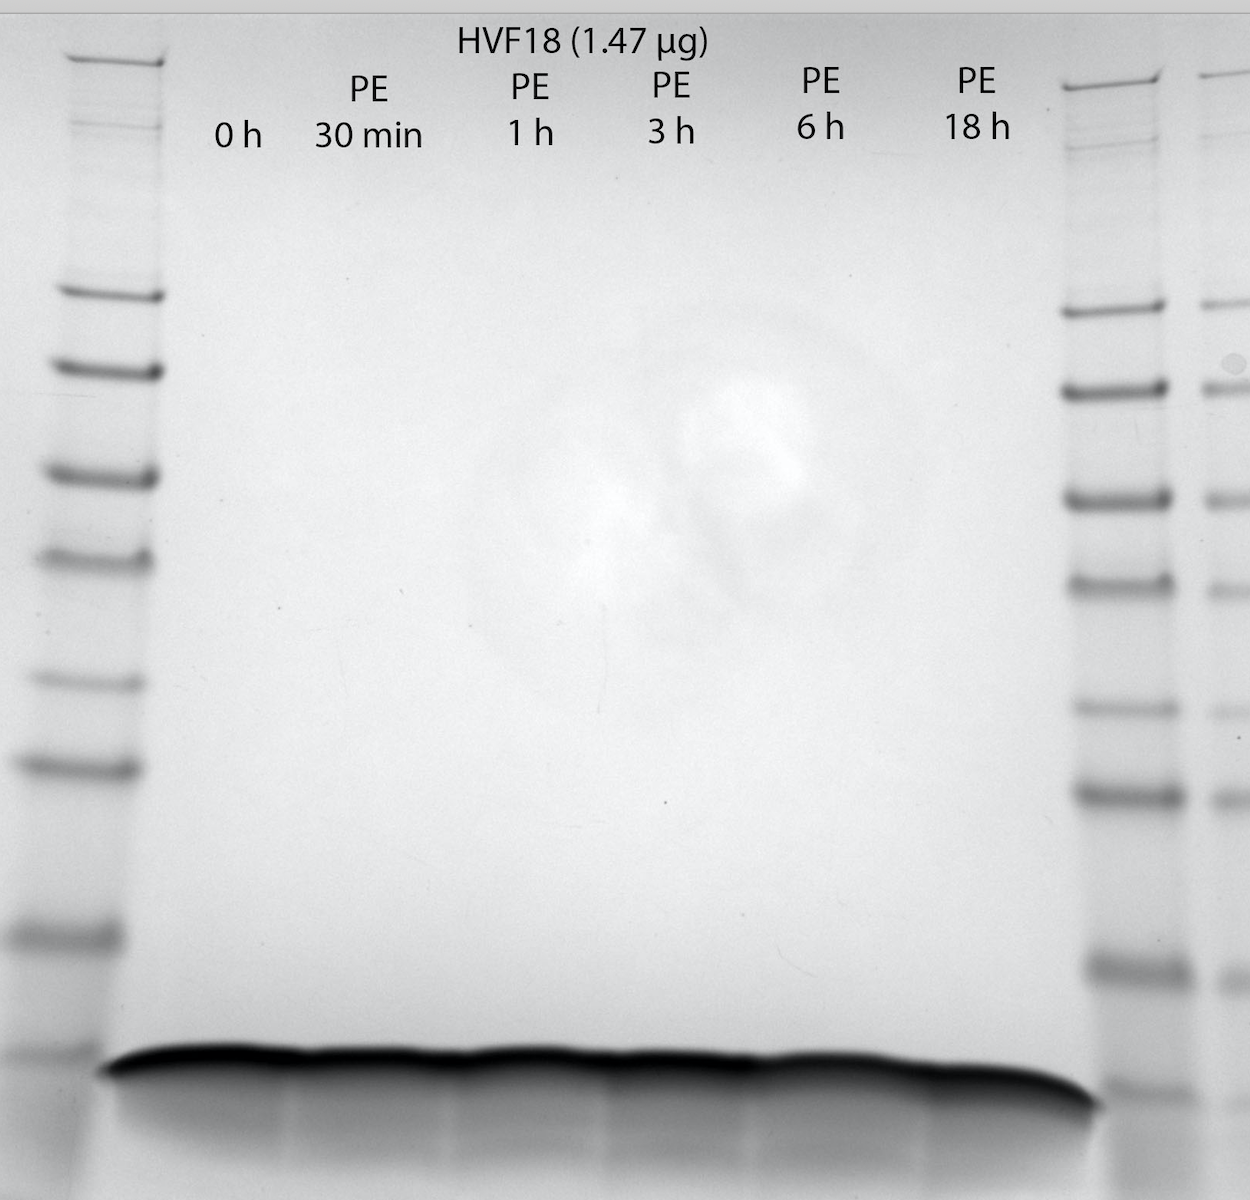 HVF18 (1.47 µg)
PE PE PE PE PE
0 h 30 min 1 h 3 h 6 h 18 h